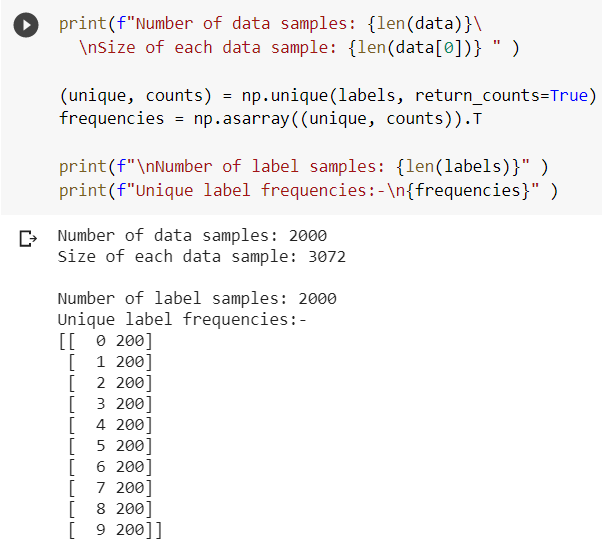 print(f"Number of data samples: {len(data)}\
\nSize of each data sample: {len(data[0])} " )
(unique, counts) = np.unique(labels, return_counts=True)
frequencies = np.asarray((unique, counts)).T
print(f"\nNumber of label samples: {len(labels)}" )
print(f"Unique label frequencies:-\n{frequencies}" )
Number of data samples: 2000
Size of each data sample: 3072
Number of label samples: 2000
Unique label frequencies:-
[[  0 200]
 [  1 200]
 [  2 200]
 [  3 200]
 [  4 200]
 [  5 200]
 [  6 200]
 [  7 200]
 [  8 200]
 [  9 200]]